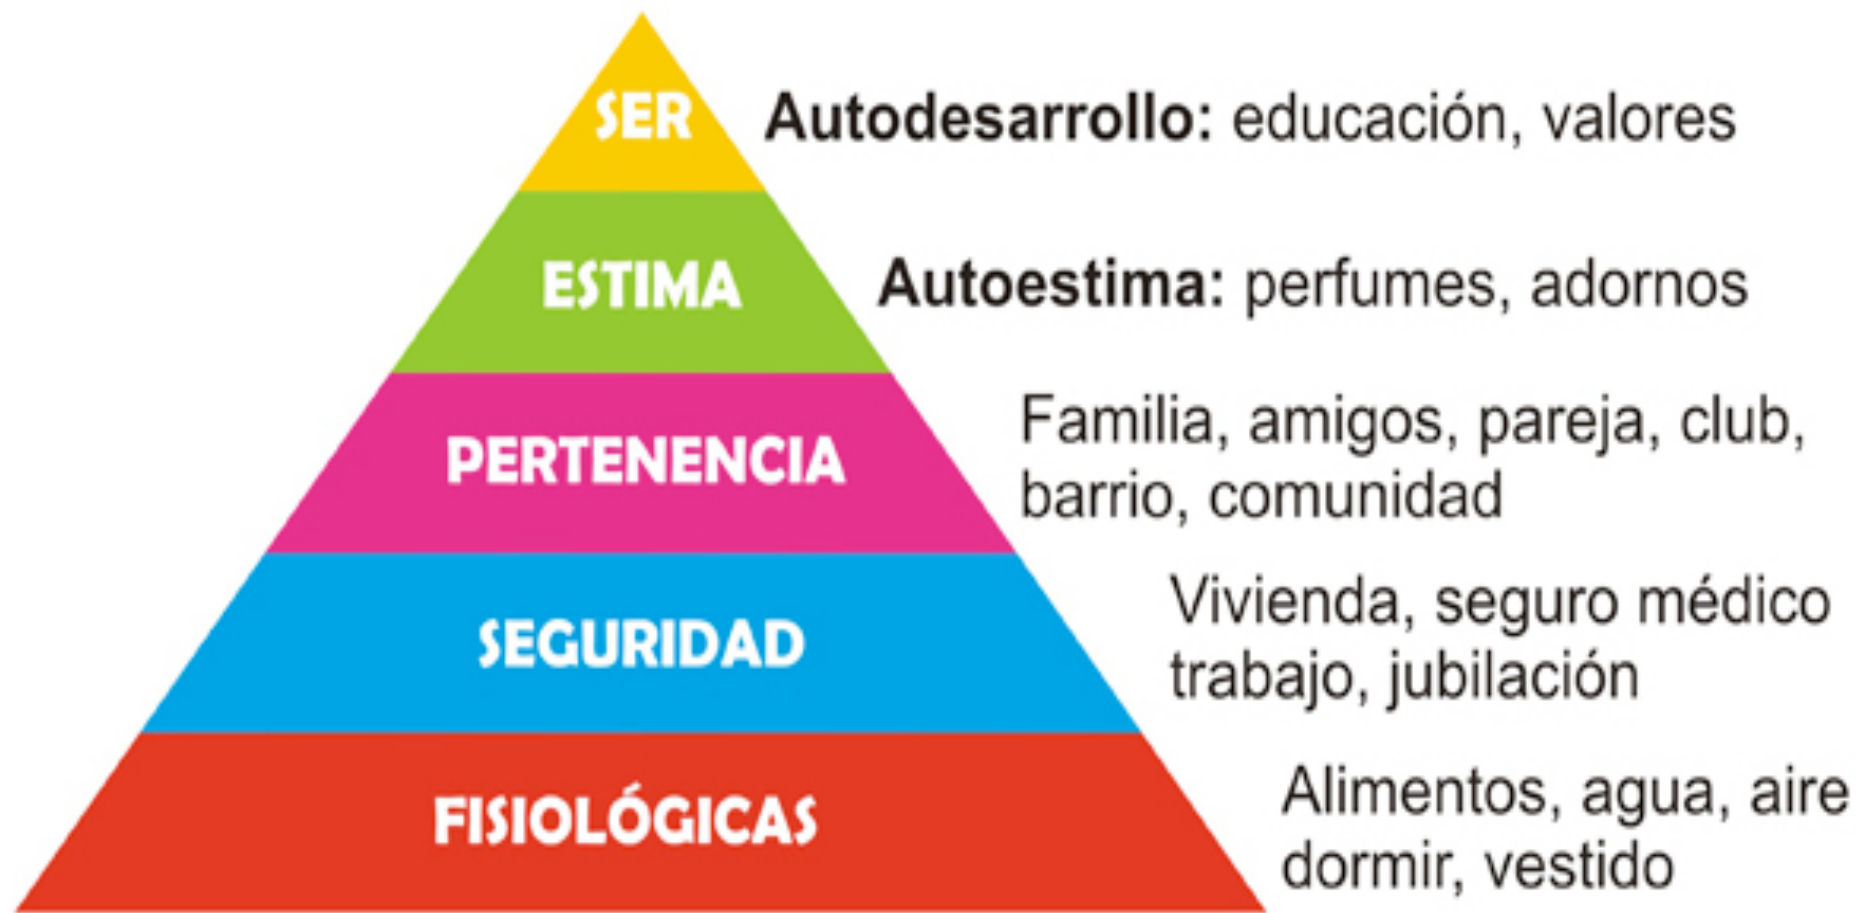 SER
Autodesarrollo: educación, valores
ESTIMA
Autoestima: perfumes, adornos
PERTENENCIA
Familia, amigos, pareja, club,
barrio, comunidad
SEGURIDAD
Vivienda, seguro médico
trabajo, jubilación
FISIOLÓGICAS
Alimentos, agua, aire
dormir, vestido